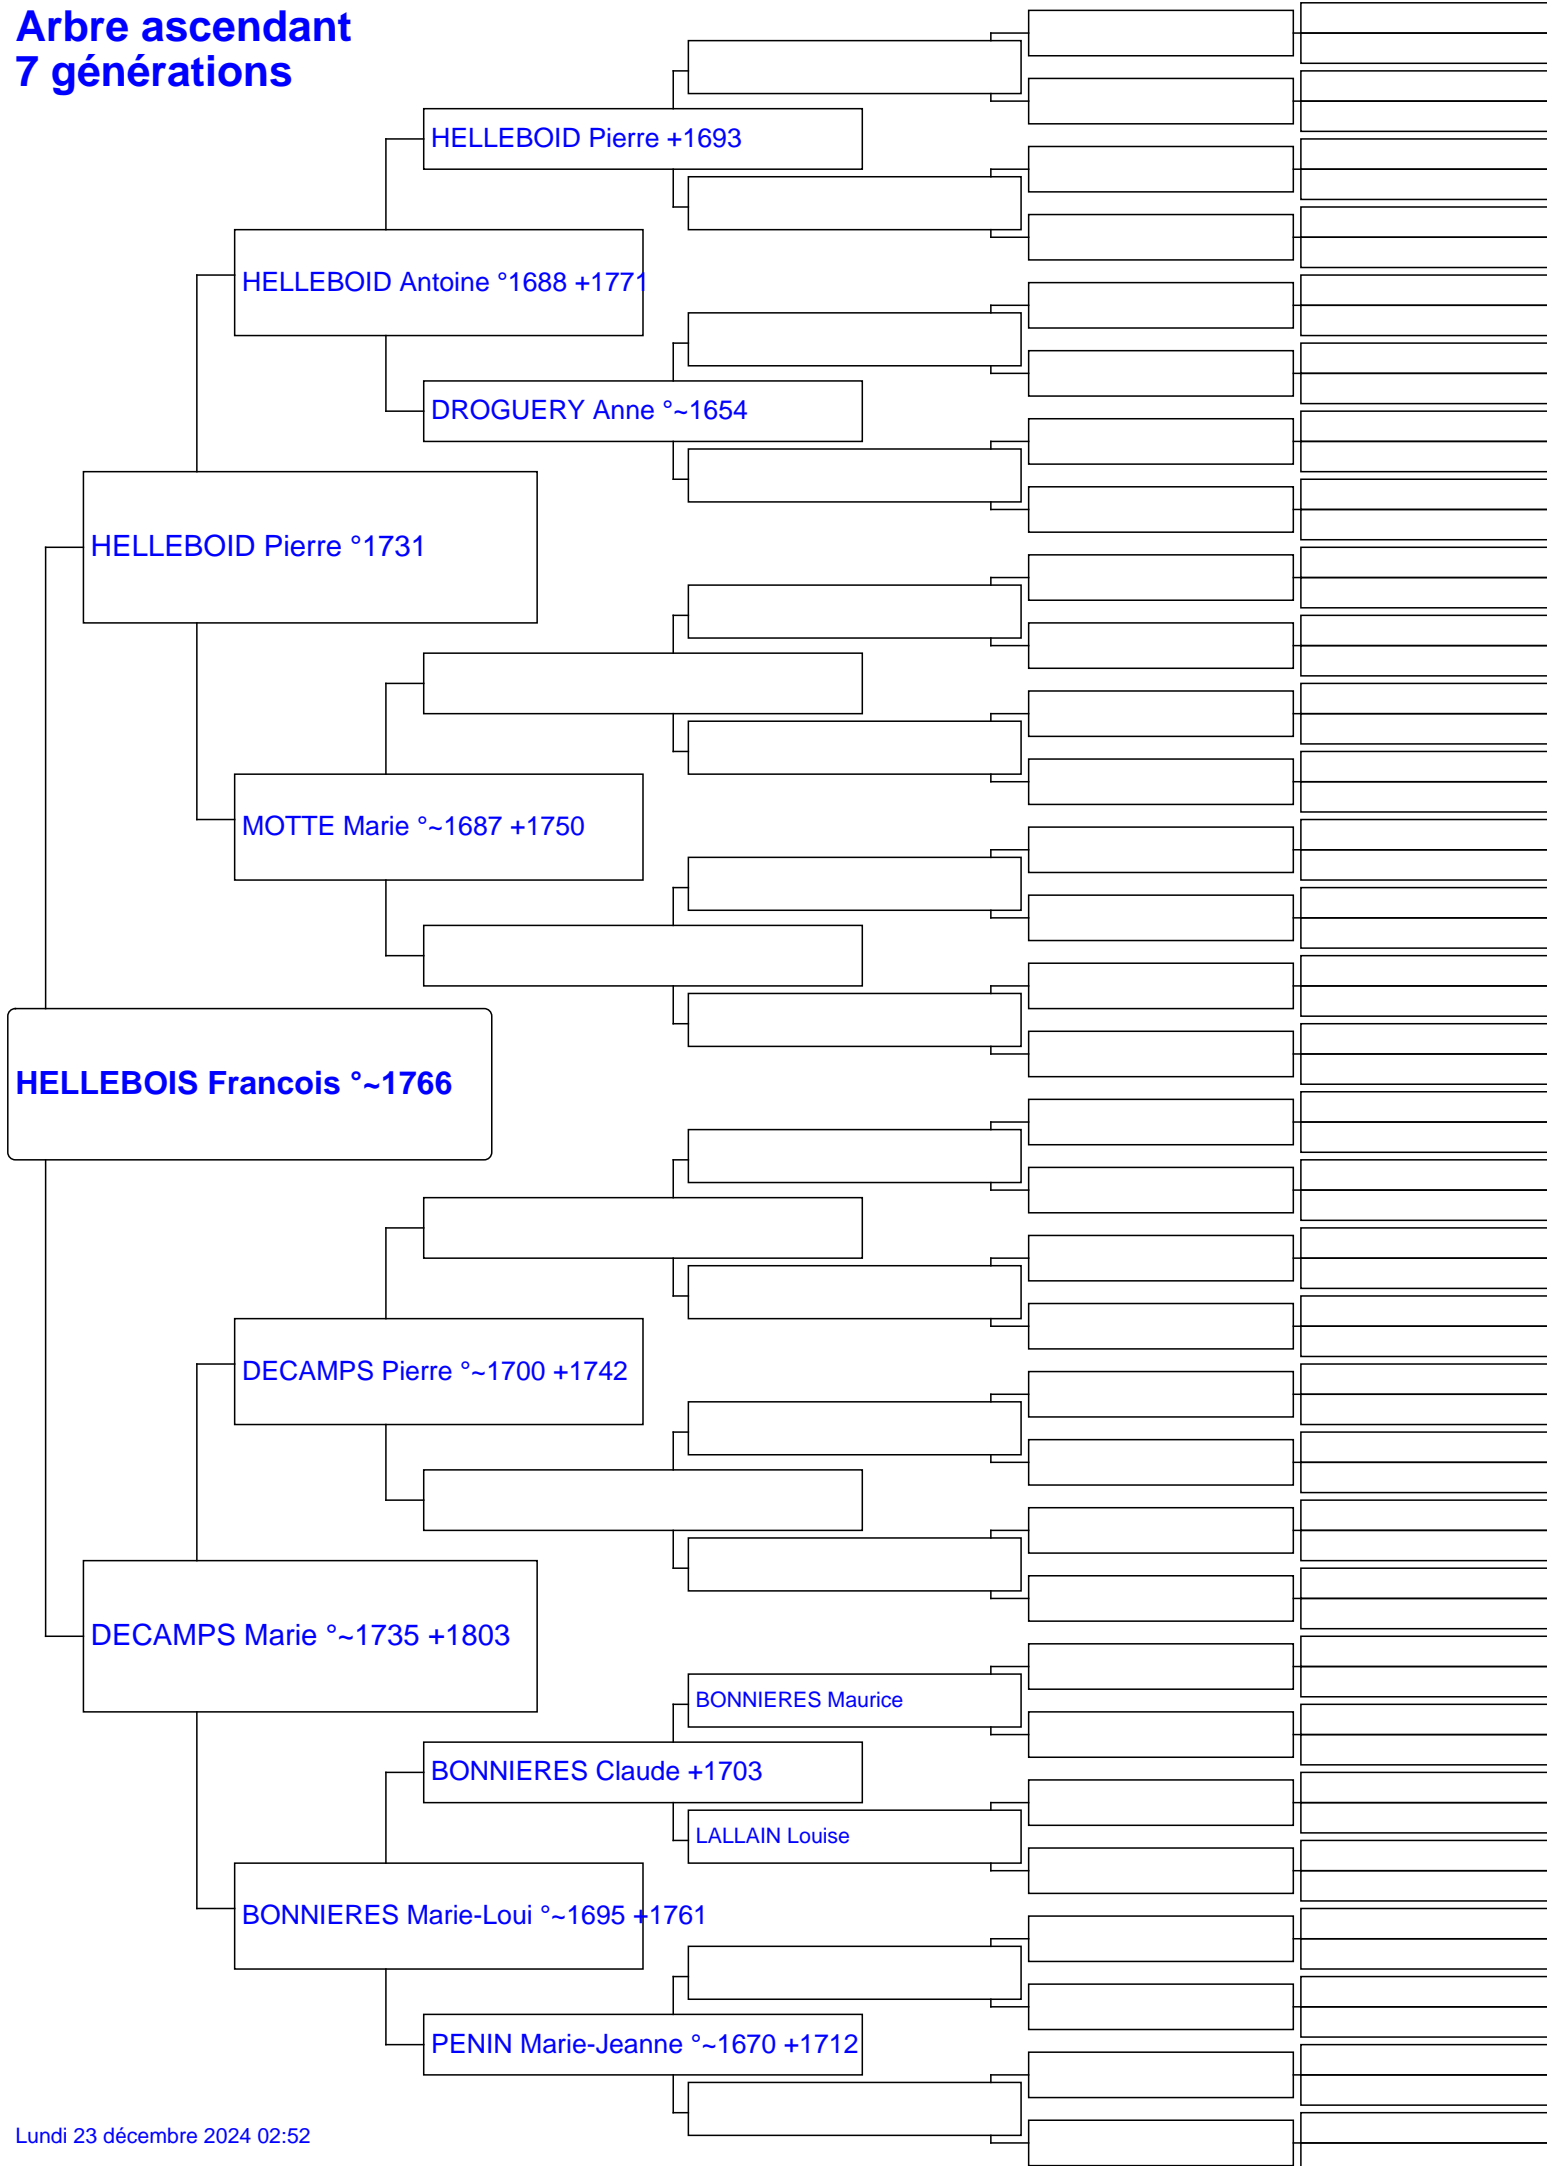 Arbre ascendant
7 générations
HELLEBOID Pierre +1693
HELLEBOID Antoine °1688 +1771
DROGUERY Anne °~1654
HELLEBOID Pierre °1731
MOTTE Marie °~1687 +1750
HELLEBOIS Francois °~1766
DECAMPS Pierre °~1700 +1742
DECAMPS Marie °~1735 +1803
BONNIERES Maurice
BONNIERES Claude +1703
LALLAIN Louise
BONNIERES Marie-Loui °~1695 +1761
PENIN Marie-Jeanne °~1670 +1712
Lundi 23 décembre 2024 02:52